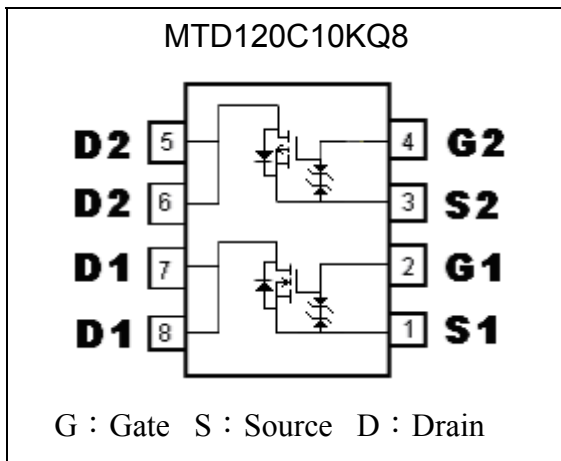 MTD120C10KQ8
D2 5 4 G2
D2 6 3 S2
D1 7 2 G1
D1 8 1 S1
G：Gate S：Source D：Drain